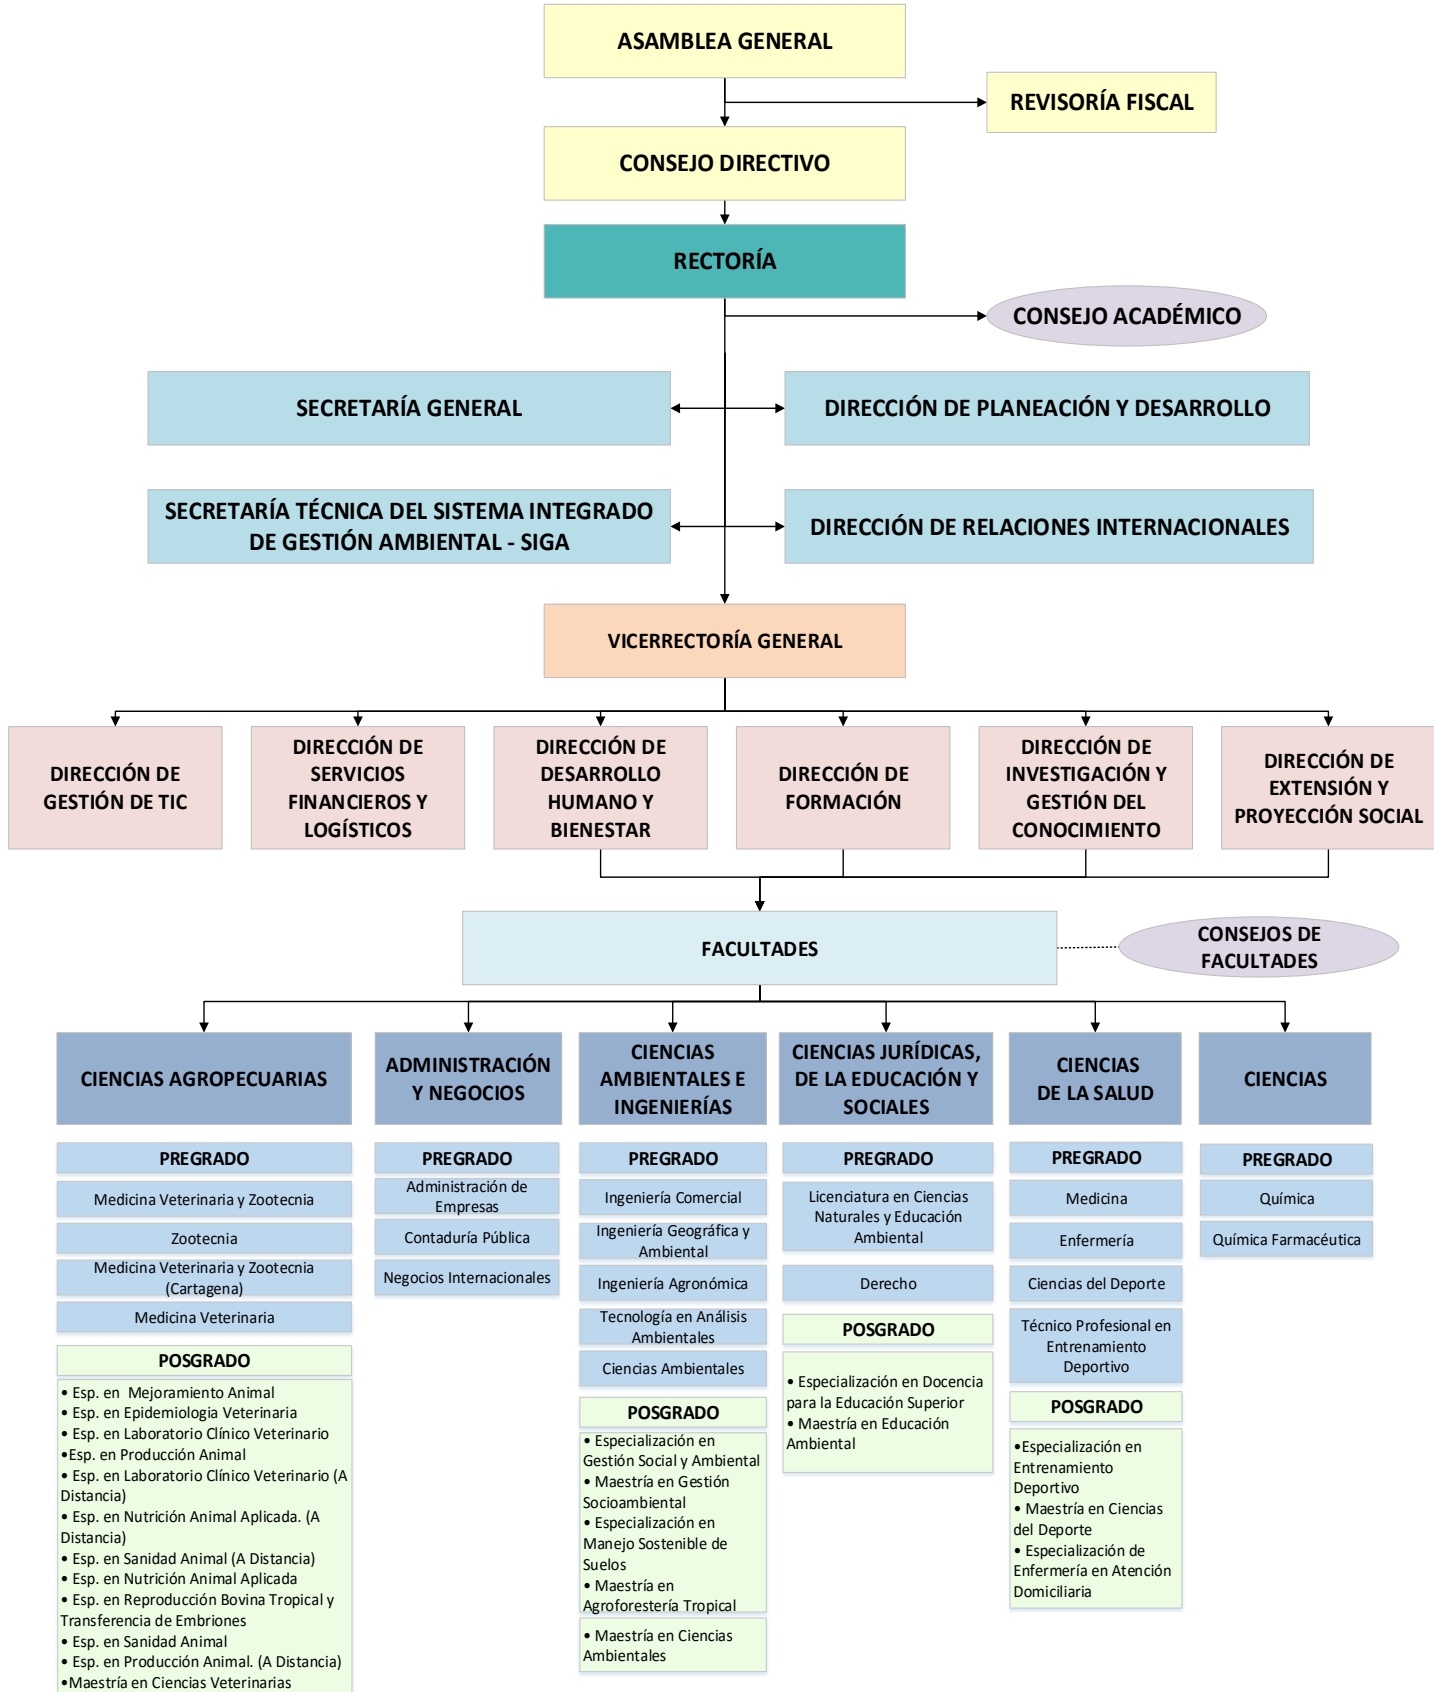 ASAMBLEA GENERAL
REVISORÍA FISCAL
CONSEJO DIRECTIVO
RECTORÍA
CONSEJO ACADÉMICO
SECRETARÍA GENERAL
DIRECCIÓN DE PLANEACIÓN Y DESARROLLO
SECRETARÍA TÉCNICA DEL SISTEMA INTEGRADO
DE GESTIÓN AMBIENTAL - SIGA
DIRECCIÓN DE RELACIONES INTERNACIONALES
VICERRECTORÍA GENERAL
DIRECCIÓN DE
GESTIÓN DE TIC
DIRECCIÓN DE
SERVICIOS
FINANCIEROS Y
LOGÍSTICOS
DIRECCIÓN DE
DESARROLLO
HUMANO Y
BIENESTAR
DIRECCIÓN DE
FORMACIÓN
DIRECCIÓN DE
INVESTIGACIÓN Y
GESTIÓN DEL
CONOCIMIENTO
DIRECCIÓN DE
EXTENSIÓN Y
PROYECCIÓN SOCIAL
FACULTADES
CONSEJOS DE
FACULTADES
CIENCIAS AGROPECUARIAS
PREGRADO
Medicina Veterinaria y Zootecnia
Zootecnia
Medicina Veterinaria y Zootecnia
(Cartagena)
Medicina Veterinaria
POSGRADO
• Esp. en  Mejoramiento Animal
• Esp. en Epidemiologia Veterinaria
• Esp. en Laboratorio Clínico Veterinario
•Esp. en Producción Animal
• Esp. en Laboratorio Clínico Veterinario (A
Distancia)
• Esp. en Nutrición Animal Aplicada. (A
Distancia)
• Esp. en Sanidad Animal (A Distancia)
• Esp. en Nutrición Animal Aplicada
• Esp. en Reproducción Bovina Tropical y
Transferencia de Embriones
• Esp. en Sanidad Animal
• Esp. en Producción Animal. (A Distancia)
•Maestría en Ciencias Veterinarias
ADMINISTRACIÓN
Y NEGOCIOS
PREGRADO
Administración de
Empresas
Contaduría Pública
Negocios Internacionales
CIENCIAS
AMBIENTALES E
INGENIERÍAS
PREGRADO
Ingeniería Comercial
Ingeniería Geográfica y
Ambiental
Ingeniería Agronómica
Tecnología en Análisis
Ambientales
Ciencias Ambientales
POSGRADO
• Especialización en
Gestión Social y Ambiental
• Maestría en Gestión
Socioambiental
• Especialización en
Manejo Sostenible de
Suelos
• Maestría en
Agroforestería Tropical
• Maestría en Ciencias
Ambientales
CIENCIAS JURÍDICAS,
DE LA EDUCACIÓN Y
SOCIALES
PREGRADO
Licenciatura en Ciencias
Naturales y Educación
Ambiental
Derecho
POSGRADO
• Especialización en Docencia
para la Educación Superior
• Maestría en Educación
Ambiental
CIENCIAS
DE LA SALUD
PREGRADO
Medicina
Enfermería
Ciencias del Deporte
Técnico Profesional en
Entrenamiento
Deportivo
POSGRADO
•Especialización en
Entrenamiento
Deportivo
• Maestría en Ciencias
del Deporte
• Especialización de
Enfermería en Atención
Domiciliaria
CIENCIAS
PREGRADO
Química
Química Farmacéutica